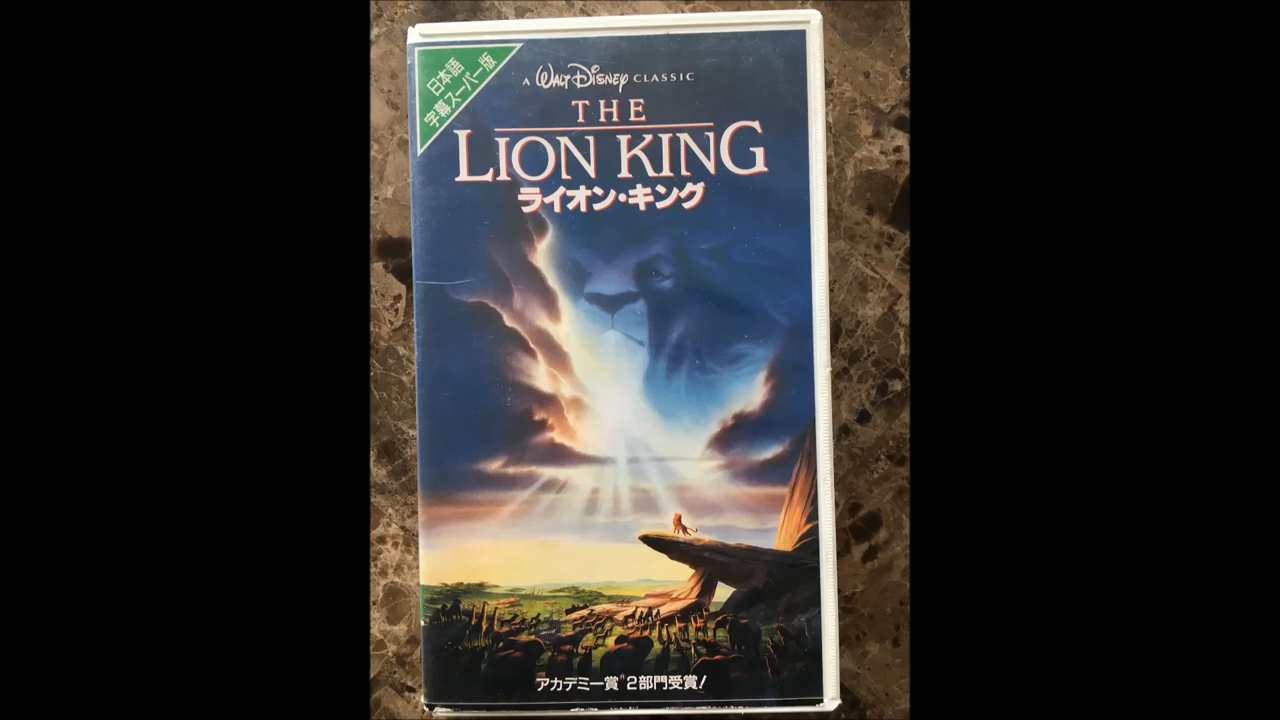 日本語
字幕スーパー版
A WALT DISNEY CLASSIC
THE
LION KING
ライオン・キング
アカデミー賞® 2部門受賞!